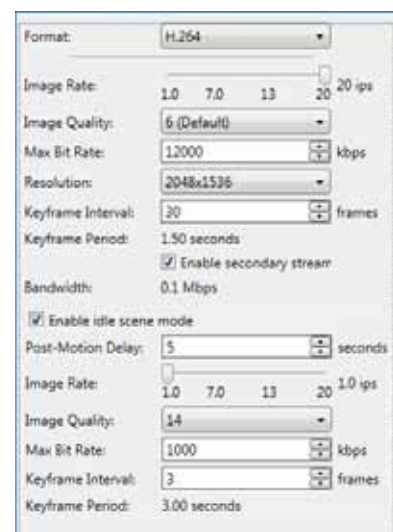 Format: H.264
Image Rate: 20 ips
1.0 7.0 13 20
Image Quality: 6 (Default)
Max Bit Rate: 12000 kbps
Resolution: 2048x1536
Keyframe Interval: 30 frames
Keyframe Period: 1.50 seconds
Enable secondary stream
Bandwidth: 0.1 Mbps
Enable idle scene mode
Post-Motion Delay: 5 seconds
Image Rate: 1.0 ips
1.0 7.0 13 20
Image Quality: 14
Max Bit Rate: 1000 kbps
Keyframe Interval: 3 frames
Keyframe Period: 3.00 seconds